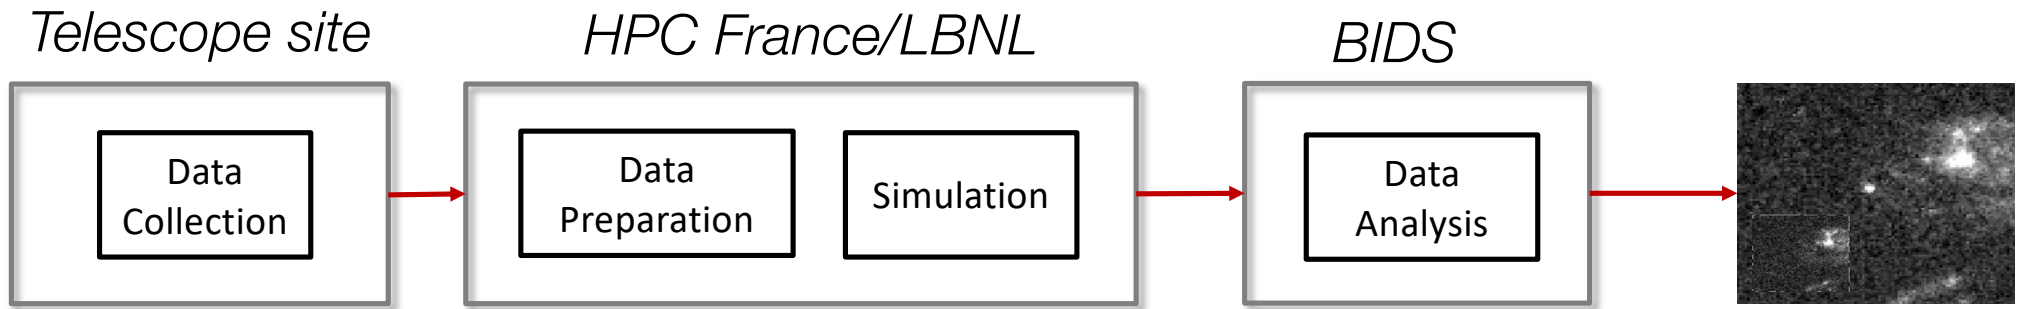 Telescope site
HPC France/LBNL
BIDS
Data
Collection
Data
Preparation
Simulation
Data
Analysis